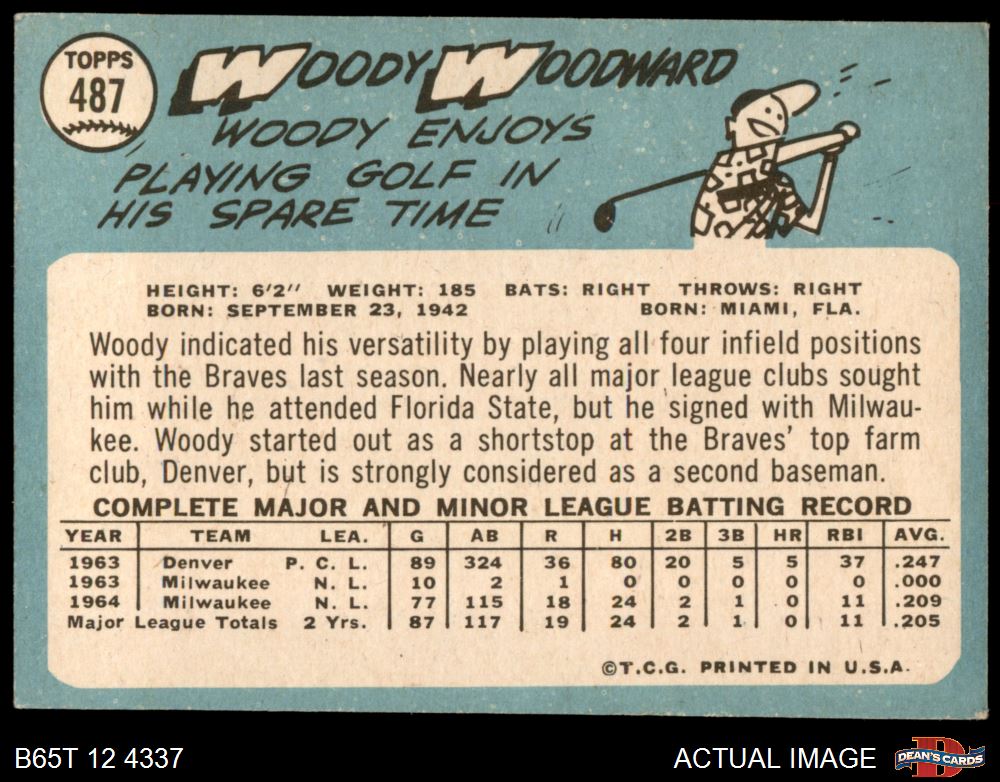 TOPPS
487
WOODY WOODWARD
WOODY ENJOYS
PLAYING GOLF IN
HIS SPARE TIME
HEIGHT: 6'2" WEIGHT: 185 BATS: RIGHT THROWS: RIGHT
BORN: SEPTEMBER 23, 1942 BORN: MIAMI, FLA.
Woody indicated his versatility by playing all four infield positions
with the Braves last season. Nearly all major league clubs sought
him while he attended Florida State, but he signed with Milwau-
kee. Woody started out as a shortstop at the Braves' top farm
club, Denver, but is strongly considered as a second baseman.
COMPLETE MAJOR AND MINOR LEAGUE BATTING RECORD
YEAR TEAM LEA. G AB R H 2B 3B HR RBI AVG.
1963 Denver P. C. L. 89 324 36 80 20 5 5 37 .247
1963 Milwaukee N. L. 10 2 1 0 0 0 0 0 .000
1964 Milwaukee N. L. 77 115 18 24 2 1 0 11 .209
Major League Totals 2 Yrs. 87 117 19 24 2 1 0 11 .205
©T.C.G. PRINTED IN U.S.A.
B65T 12 4337 ACTUAL IMAGE DEAN'S CARDS